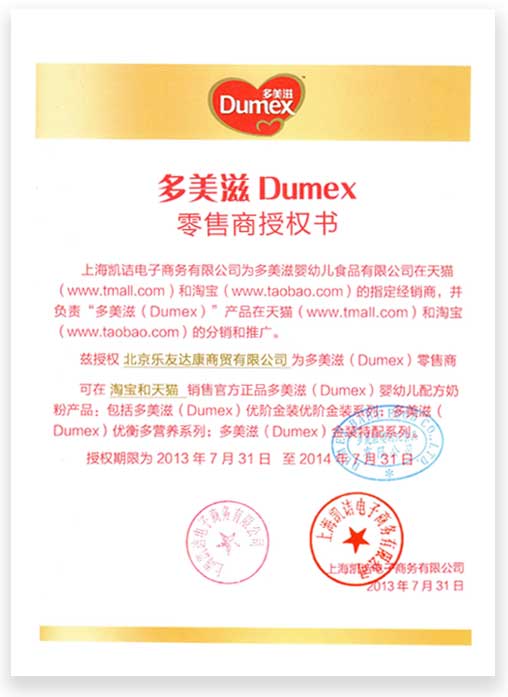 多美滋
Dumex
多美滋 Dumex
零售商授权书
上海凯诘电子商务有限公司为多美滋婴幼儿食品有限公司在天猫
（www.tmall.com）和淘宝（www.taobao.com）的指定经销商，并
负责“多美滋（Dumex）”产品在天猫（www.tmall.com）和淘宝
（www.taobao.com）的分销和推广。
兹授权 北京乐友达康商贸有限公司 为多美滋（Dumex）零售商
可在 淘宝和天猫 销售官方正品多美滋（Dumex）婴幼儿配方奶
粉产品：包括多美滋（Dumex）优阶金装优阶金装系列；多美滋（
Dumex）优衡多营养系列；多美滋（Dumex）金装特配系列。
授权期限为 2013 年 7 月 31 日 至 2014 年 7 月 31 日
上海凯诘电子商务有限公司
上海凯诘电子商务有限公司
上海凯诘电子商务有限公司
2013 年 7 月 31 日